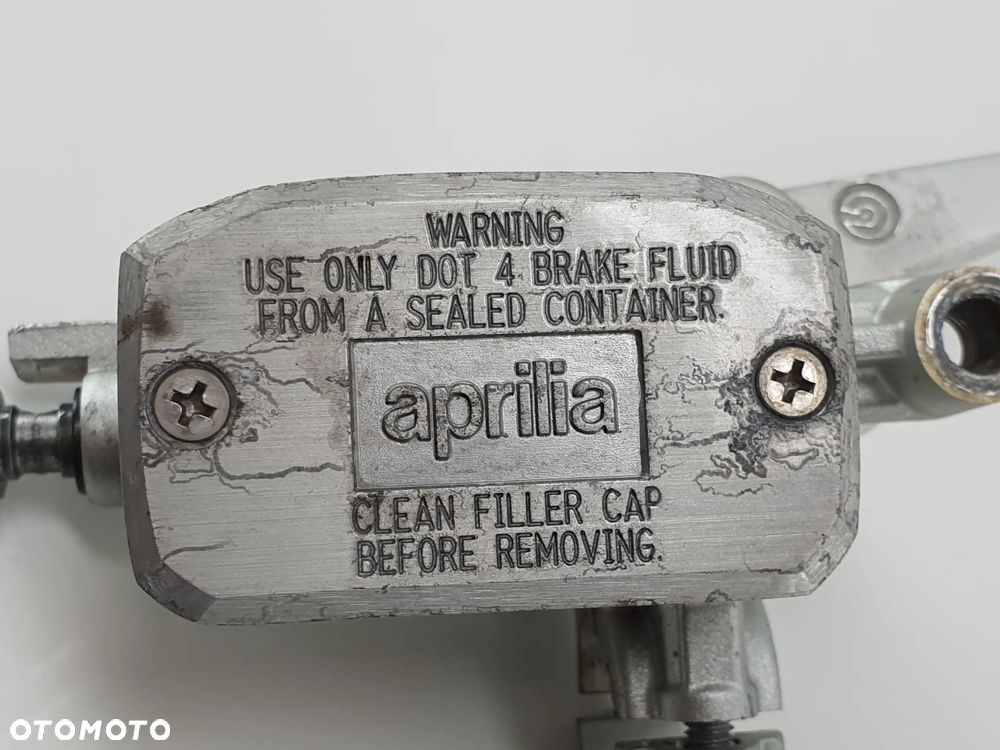 WARNING
USE ONLY DOT 4 BRAKE FLUID
FROM A SEALED CONTAINER.
aprilia
CLEAN FILLER CAP
BEFORE REMOVING.
OTOMOTO